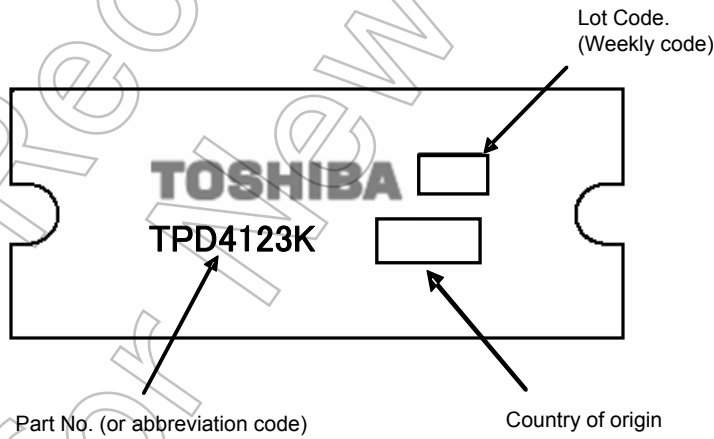 Lot Code.
(Weekly code)
TOSHIBA
TPD4123K
Part No. (or abbreviation code)
Country of origin